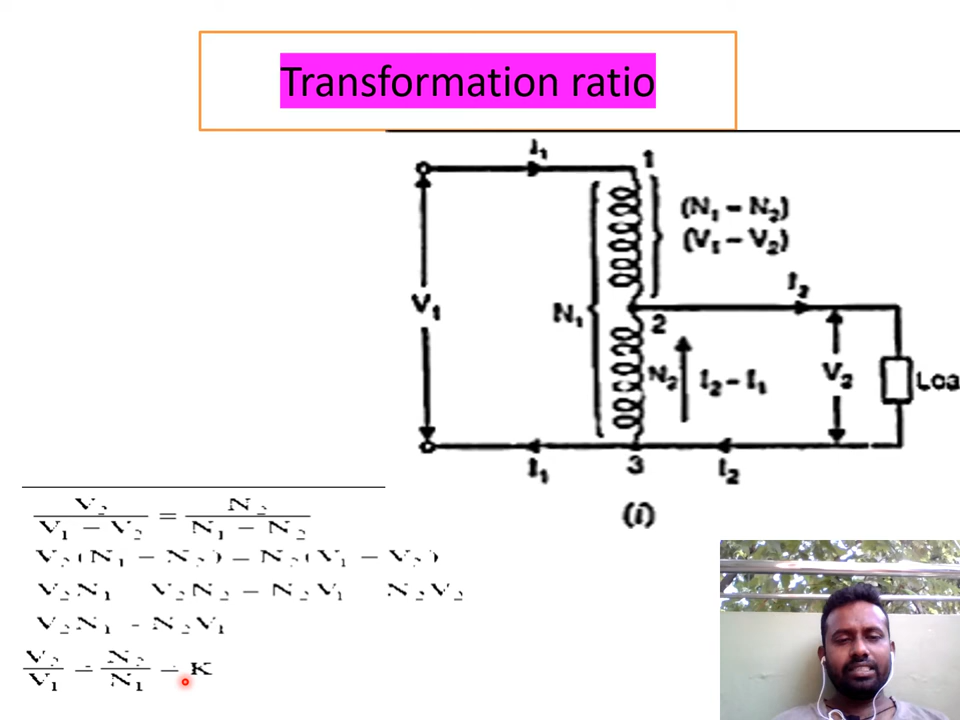 Transformation ratio
I₁
1
(N₁ – N₂)
(V₁ – V₂)
I₂
V₁
N₁
2
N₂
I₂ – I₁
V₂
Loa
I₁
3
I₂
(i)
V₂ / (V₁ – V₂) = N₂ / (N₁ – N₂)
V₂(N₁ – N₂) = N₂(V₁ – V₂)
V₂N₁ – V₂N₂ = N₂V₁ – N₂V₂
V₂N₁ = N₂V₁
V₂ / V₁ = N₂ / N₁ = K